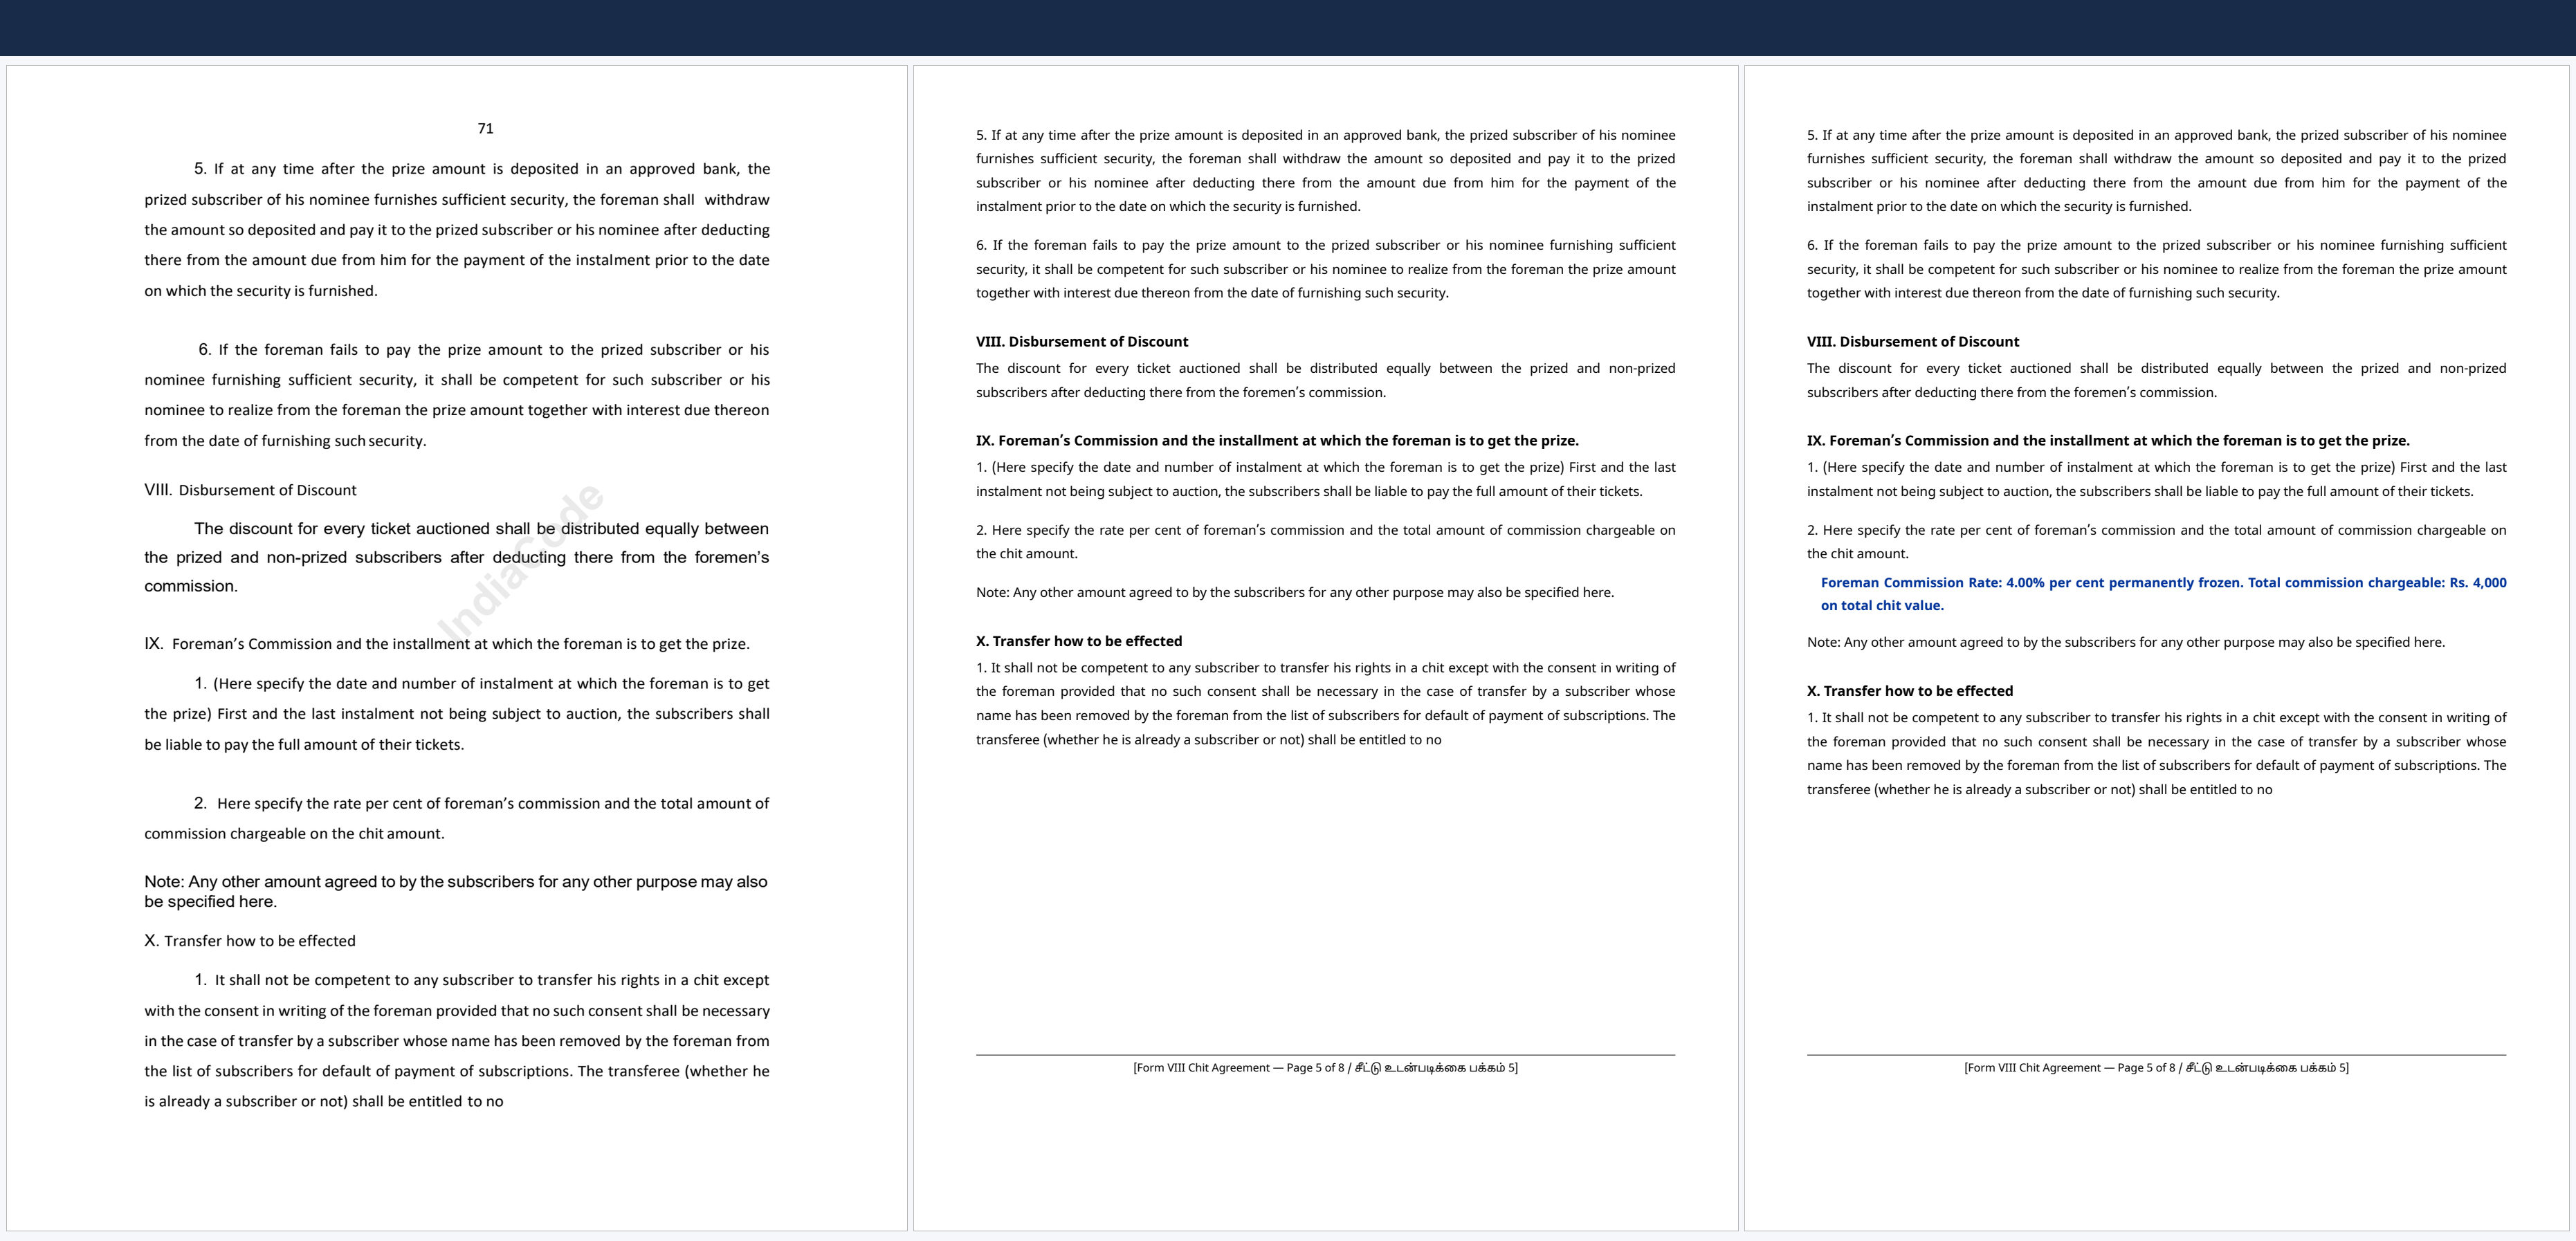 71
5. If at any time after the prize amount is deposited in an approved bank, the
prized subscriber of his nominee furnishes sufficient security, the foreman shall withdraw
the amount so deposited and pay it to the prized subscriber or his nominee after deducting
there from the amount due from him for the payment of the instalment prior to the date
on which the security is furnished.
6. If the foreman fails to pay the prize amount to the prized subscriber or his
nominee furnishing sufficient security, it shall be competent for such subscriber or his
nominee to realize from the foreman the prize amount together with interest due thereon
from the date of furnishing such security.
VIII. Disbursement of Discount
The discount for every ticket auctioned shall be distributed equally between
the prized and non-prized subscribers after deducting there from the foremen’s
commission.
IndiaCode
IX. Foreman’s Commission and the installment at which the foreman is to get the prize.
1. (Here specify the date and number of instalment at which the foreman is to get
the prize) First and the last instalment not being subject to auction, the subscribers shall
be liable to pay the full amount of their tickets.
2. Here specify the rate per cent of foreman’s commission and the total amount of
commission chargeable on the chit amount.
Note: Any other amount agreed to by the subscribers for any other purpose may also
be specified here.
X. Transfer how to be effected
1. It shall not be competent to any subscriber to transfer his rights in a chit except
with the consent in writing of the foreman provided that no such consent shall be necessary
in the case of transfer by a subscriber whose name has been removed by the foreman from
the list of subscribers for default of payment of subscriptions. The transferee (whether he
is already a subscriber or not) shall be entitled to no
5. If at any time after the prize amount is deposited in an approved bank, the prized subscriber of his nominee
furnishes sufficient security, the foreman shall withdraw the amount so deposited and pay it to the prized
subscriber or his nominee after deducting there from the amount due from him for the payment of the
instalment prior to the date on which the security is furnished.
6. If the foreman fails to pay the prize amount to the prized subscriber or his nominee furnishing sufficient
security, it shall be competent for such subscriber or his nominee to realize from the foreman the prize amount
together with interest due thereon from the date of furnishing such security.
VIII. Disbursement of Discount
The discount for every ticket auctioned shall be distributed equally between the prized and non-prized
subscribers after deducting there from the foremen’s commission.
IX. Foreman’s Commission and the installment at which the foreman is to get the prize.
1. (Here specify the date and number of instalment at which the foreman is to get the prize) First and the last
instalment not being subject to auction, the subscribers shall be liable to pay the full amount of their tickets.
2. Here specify the rate per cent of foreman’s commission and the total amount of commission chargeable on
the chit amount.
Note: Any other amount agreed to by the subscribers for any other purpose may also be specified here.
X. Transfer how to be effected
1. It shall not be competent to any subscriber to transfer his rights in a chit except with the consent in writing of
the foreman provided that no such consent shall be necessary in the case of transfer by a subscriber whose
name has been removed by the foreman from the list of subscribers for default of payment of subscriptions. The
transferee (whether he is already a subscriber or not) shall be entitled to no
[Form VIII Chit Agreement — Page 5 of 8 / சீட்டு உடன்படிக்கை பக்கம் 5]
5. If at any time after the prize amount is deposited in an approved bank, the prized subscriber of his nominee
furnishes sufficient security, the foreman shall withdraw the amount so deposited and pay it to the prized
subscriber or his nominee after deducting there from the amount due from him for the payment of the
instalment prior to the date on which the security is furnished.
6. If the foreman fails to pay the prize amount to the prized subscriber or his nominee furnishing sufficient
security, it shall be competent for such subscriber or his nominee to realize from the foreman the prize amount
together with interest due thereon from the date of furnishing such security.
VIII. Disbursement of Discount
The discount for every ticket auctioned shall be distributed equally between the prized and non-prized
subscribers after deducting there from the foremen’s commission.
IX. Foreman’s Commission and the installment at which the foreman is to get the prize.
1. (Here specify the date and number of instalment at which the foreman is to get the prize) First and the last
instalment not being subject to auction, the subscribers shall be liable to pay the full amount of their tickets.
2. Here specify the rate per cent of foreman’s commission and the total amount of commission chargeable on
the chit amount.
Foreman Commission Rate: 4.00% per cent permanently frozen. Total commission chargeable: Rs. 4,000
on total chit value.
Note: Any other amount agreed to by the subscribers for any other purpose may also be specified here.
X. Transfer how to be effected
1. It shall not be competent to any subscriber to transfer his rights in a chit except with the consent in writing of
the foreman provided that no such consent shall be necessary in the case of transfer by a subscriber whose
name has been removed by the foreman from the list of subscribers for default of payment of subscriptions. The
transferee (whether he is already a subscriber or not) shall be entitled to no
[Form VIII Chit Agreement — Page 5 of 8 / சீட்டு உடன்படிக்கை பக்கம் 5]